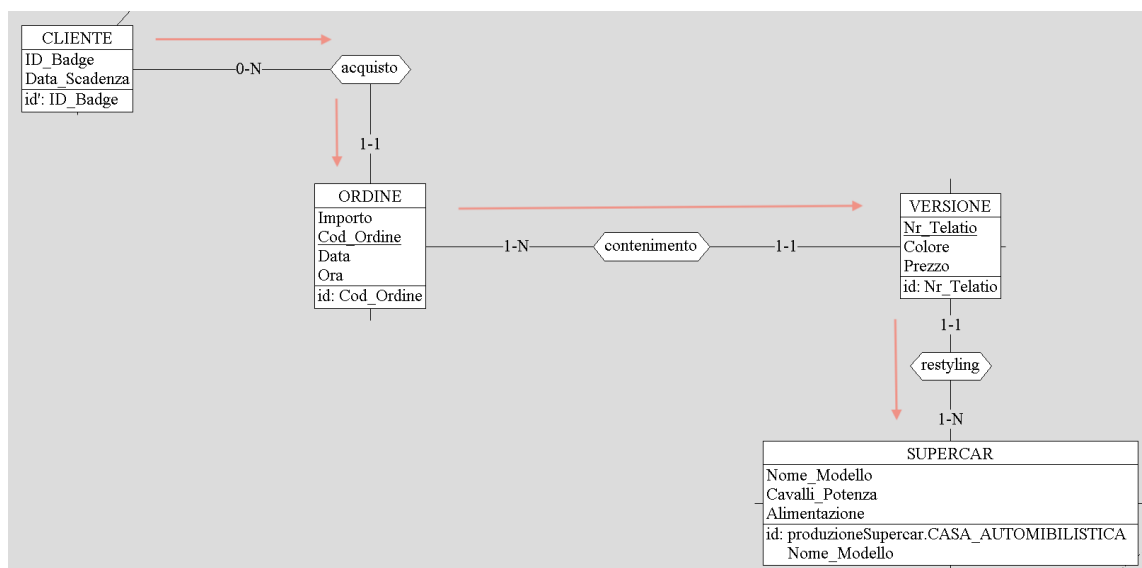 CLIENTE
ID_Badge
Data_Scadenza
id': ID_Badge
0-N
acquisto
1-1
ORDINE
Importo
Cod_Ordine
Data
Ora
id: Cod_Ordine
1-N
contenimento
1-1
VERSIONE
Nr_Telatio
Colore
Prezzo
id: Nr_Telatio
1-1
restyling
1-N
SUPERCAR
Nome_Modello
Cavalli_Potenza
Alimentazione
id: produzioneSupercar.CASA_AUTOMIBILISTICA
Nome_Modello